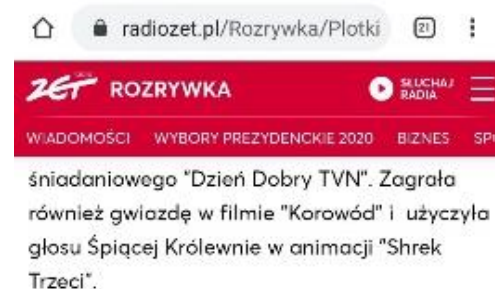 radiozet.pl/Rozrywka/Plotki
21
ZET ROZRYWKA
SŁUCHAJ
RADIA
WIADOMOŚCI WYBORY PREZYDENCKIE 2020 BIZNES SPO
śniadaniowego "Dzień Dobry TVN". Zagrała
również gwiazdę w filmie "Korowód" i użyczyła
głosu Śpiącej Królewnie w animacji "Shrek
Trzeci".